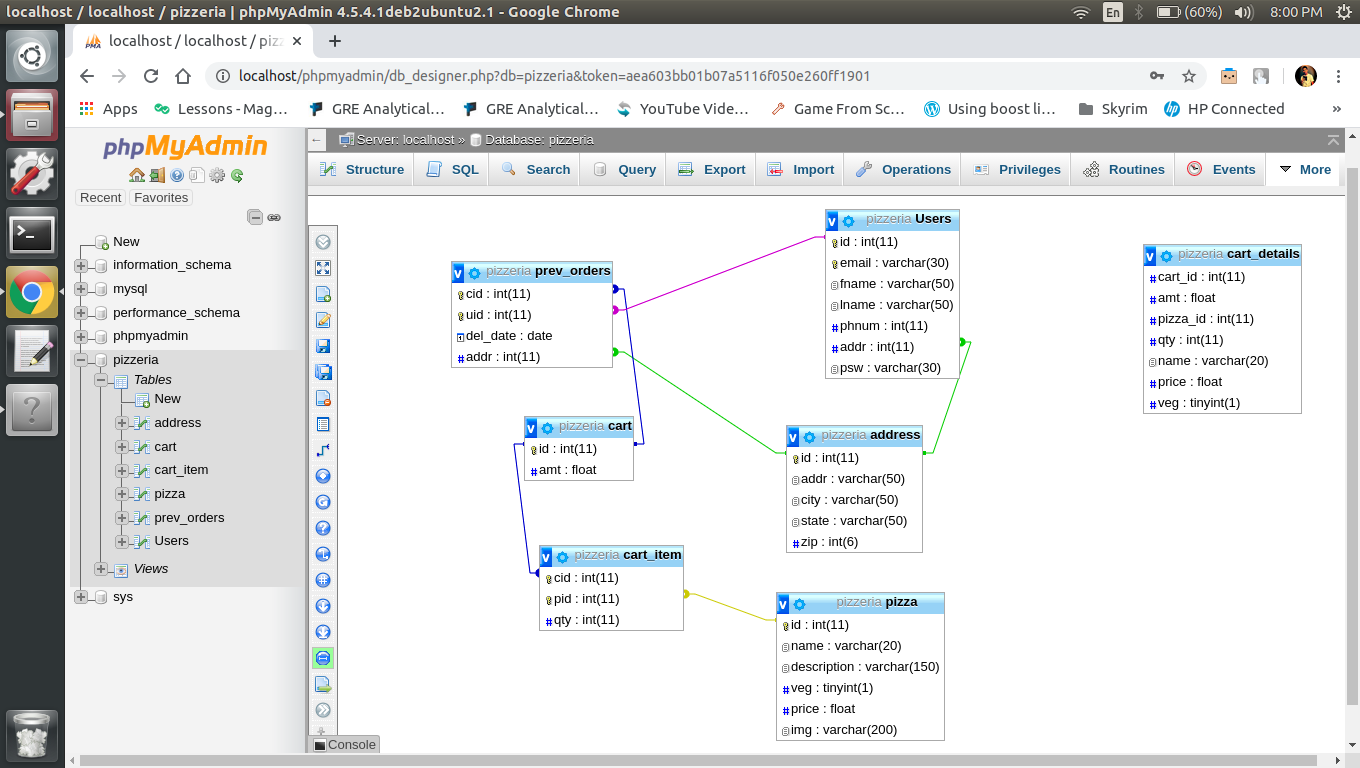 localhost / localhost / pizzeria | phpMyAdmin 4.5.4.1deb2ubuntu2.1 - Google Chrome
En
(60%)
8:00 PM
localhost / localhost / pizz
localhost/phpmyadmin/db_designer.php?db=pizzeria&token=aea603bb01b07a5116f050e260ff1901
Apps
Lessons - Mag…
GRE Analytical…
GRE Analytical…
YouTube Vide…
Game From Sc…
Using boost li…
Skyrim
HP Connected
»
phpMyAdmin
Recent
Favorites
New
information_schema
mysql
performance_schema
phpmyadmin
pizzeria
Tables
New
address
cart
cart_item
pizza
prev_orders
Users
Views
sys
Server: localhost » Database: pizzeria
Structure
SQL
Search
Query
Export
Import
Operations
Privileges
Routines
Events
More
pizzeria prev_orders
cid : int(11)
uid : int(11)
del_date : date
addr : int(11)
pizzeria Users
id : int(11)
email : varchar(30)
fname : varchar(50)
lname : varchar(50)
phnum : int(11)
addr : int(11)
psw : varchar(30)
pizzeria cart_details
cart_id : int(11)
amt : float
pizza_id : int(11)
qty : int(11)
name : varchar(20)
price : float
veg : tinyint(1)
pizzeria cart
id : int(11)
amt : float
pizzeria address
id : int(11)
addr : varchar(50)
city : varchar(50)
state : varchar(50)
zip : int(6)
pizzeria cart_item
cid : int(11)
pid : int(11)
qty : int(11)
pizzeria pizza
id : int(11)
name : varchar(20)
description : varchar(150)
veg : tinyint(1)
price : float
img : varchar(200)
Console